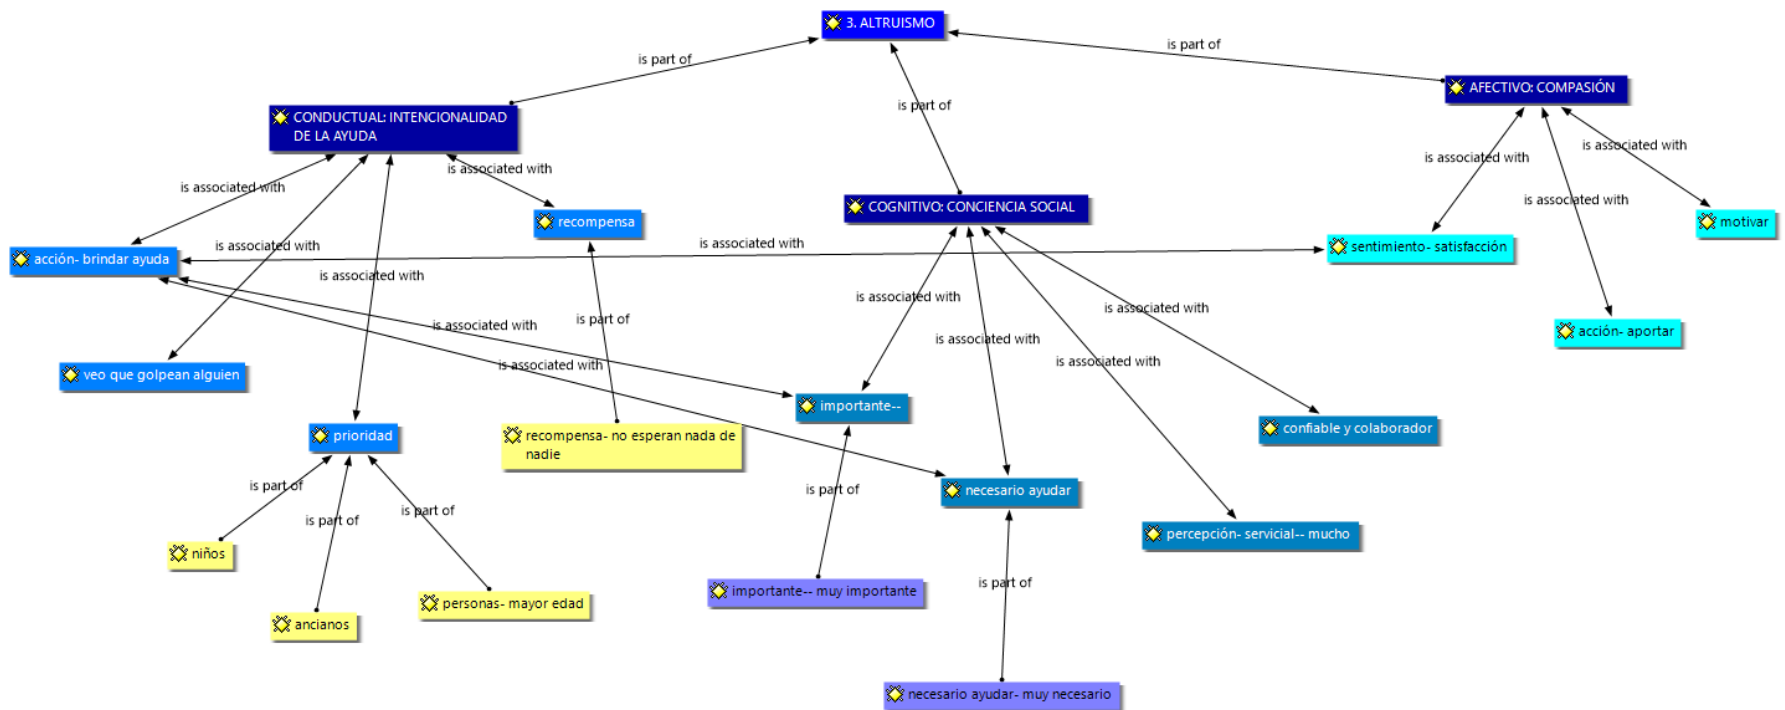 3. ALTRUISMO
is part of
is part of
is part of
AFECTIVO: COMPASIÓN
CONDUCTUAL: INTENCIONALIDAD
DE LA AYUDA
is associated with
is associated with
is associated with
is associated with
is associated with
COGNITIVO: CONCIENCIA SOCIAL
recompensa
motivar
is associated with
is associated with
sentimiento- satisfacción
acción- brindar ayuda
is associated with
is associated with
is associated with
is associated with
is part of
is associated with
acción- aportar
is associated with
is associated with
is associated with
veo que golpean alguien
importante--
confiable y colaborador
prioridad
recompensa- no esperan nada de
nadie
is part of
is part of
necesario ayudar
is part of
is part of
percepción- servicial-- mucho
niños
is part of
importante-- muy importante
personas- mayor edad
ancianos
necesario ayudar- muy necesario